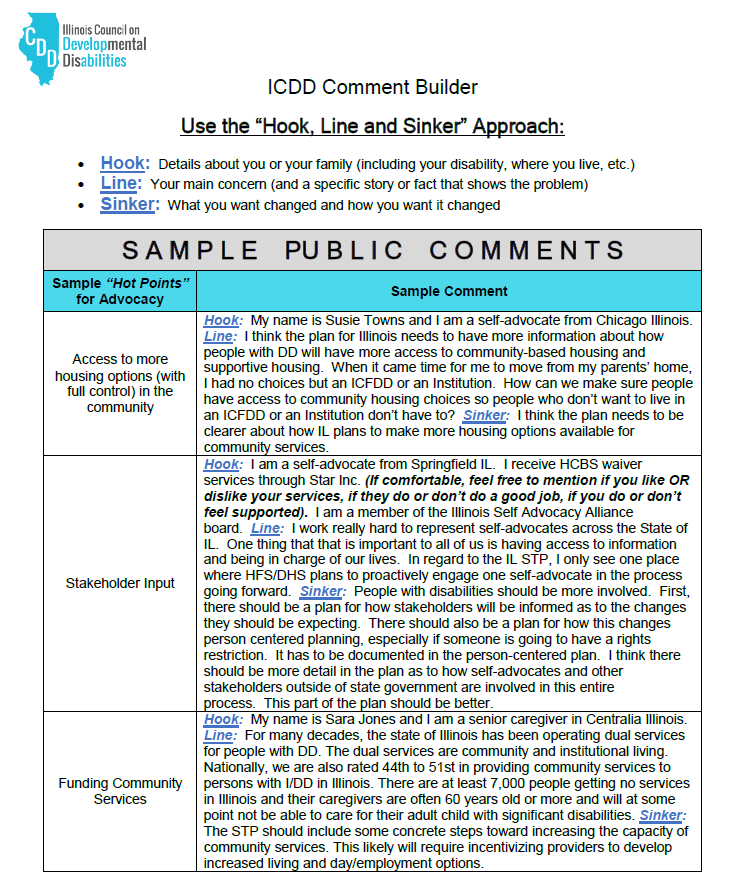 CDD
Illinois Council on
Developmental
Disabilities
ICDD Comment Builder
Use the “Hook, Line and Sinker” Approach:
• Hook: Details about you or your family (including your disability, where you live, etc.)
• Line: Your main concern (and a specific story or fact that shows the problem)
• Sinker: What you want changed and how you want it changed
SAMPLE PUBLIC COMMENTS
Sample “Hot Points”
for Advocacy
Sample Comment
Access to more
housing options (with
full control) in the
community
Hook: My name is Susie Towns and I am a self-advocate from Chicago Illinois.
Line: I think the plan for Illinois needs to have more information about how
people with DD will have more access to community-based housing and
supportive housing. When it came time for me to move from my parents’ home,
I had no choices but an ICFDD or an Institution. How can we make sure people
have access to community housing choices so people who don’t want to live in
an ICFDD or an Institution don’t have to? Sinker: I think the plan needs to be
clearer about how IL plans to make more housing options available for
community services.
Stakeholder Input
Hook: I am a self-advocate from Springfield IL. I receive HCBS waiver
services through Star Inc. (If comfortable, feel free to mention if you like OR
dislike your services, if they do or don’t do a good job, if you do or don’t
feel supported). I am a member of the Illinois Self Advocacy Alliance
board. Line: I work really hard to represent self-advocates across the State of
IL. One thing that that is important to all of us is having access to information
and being in charge of our lives. In regard to the IL STP, I only see one place
where HFS/DHS plans to proactively engage one self-advocate in the process
going forward. Sinker: People with disabilities should be more involved. First,
there should be a plan for how stakeholders will be informed as to the changes
they should be expecting. There should also be a plan for how this changes
person centered planning, especially if someone is going to have a rights
restriction. It has to be documented in the person-centered plan. I think there
should be more detail in the plan as to how self-advocates and other
stakeholders outside of state government are involved in this entire
process. This part of the plan should be better.
Funding Community
Services
Hook: My name is Sara Jones and I am a senior caregiver in Centralia Illinois.
Line: For many decades, the state of Illinois has been operating dual services
for people with DD. The dual services are community and institutional living.
Nationally, we are also rated 44th to 51st in providing community services to
persons with I/DD in Illinois. There are at least 7,000 people getting no services
in Illinois and their caregivers are often 60 years old or more and will at some
point not be able to care for their adult child with significant disabilities. Sinker:
The STP should include some concrete steps toward increasing the capacity of
community services. This likely will require incentivizing providers to develop
increased living and day/employment options.